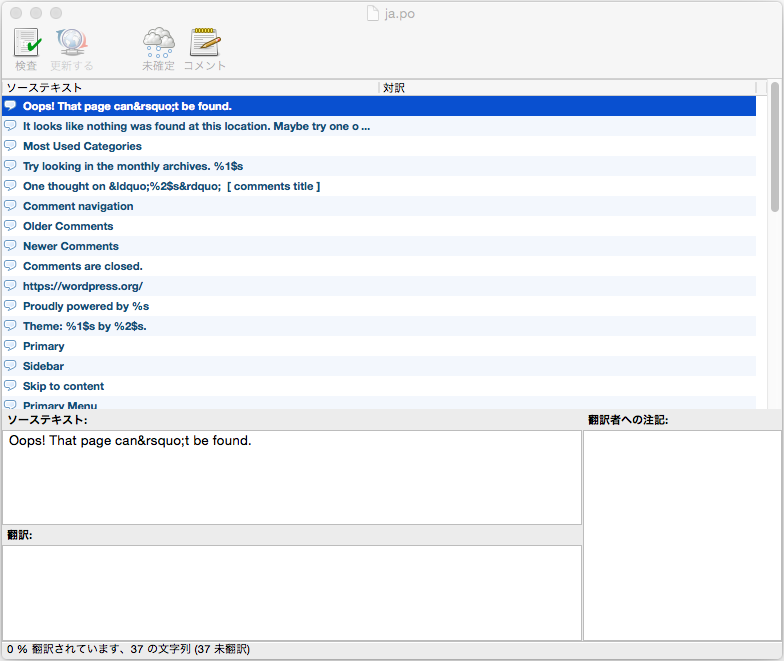 ja.po
検査 更新する 未確定 コメント
ソーステキスト 対訳
Oops! That page can&rsquo;t be found.
It looks like nothing was found at this location. Maybe try one o ...
Most Used Categories
Try looking in the monthly archives. %1$s
One thought on &ldquo;%2$s&rdquo; [ comments title ]
Comment navigation
Older Comments
Newer Comments
Comments are closed.
https://wordpress.org/
Proudly powered by %s
Theme: %1$s by %2$s.
Primary
Sidebar
Skip to content
Primary Menu
ソーステキスト: 翻訳者への注記:
Oops! That page can&rsquo;t be found.
翻訳:
0 % 翻訳されています、37 の文字列 (37 未翻訳)